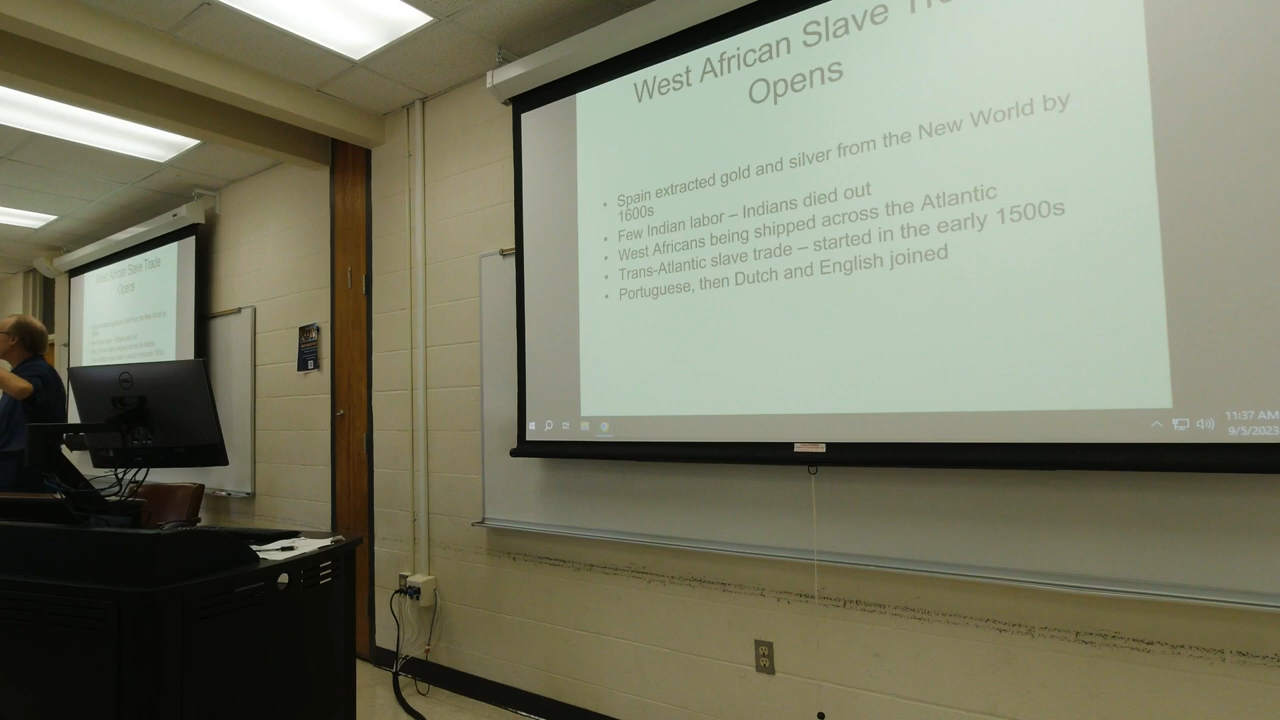 West African Slave
Opens
• Spain extracted gold and silver from the New World by
1600s
• Few Indian labor – Indians died out
• West Africans being shipped across the Atlantic
• Trans-Atlantic slave trade – started in the early 1500s
• Portuguese, then Dutch and English joined
11:37 AM
9/5/2023
West African Slave Trade
Opens
DELL